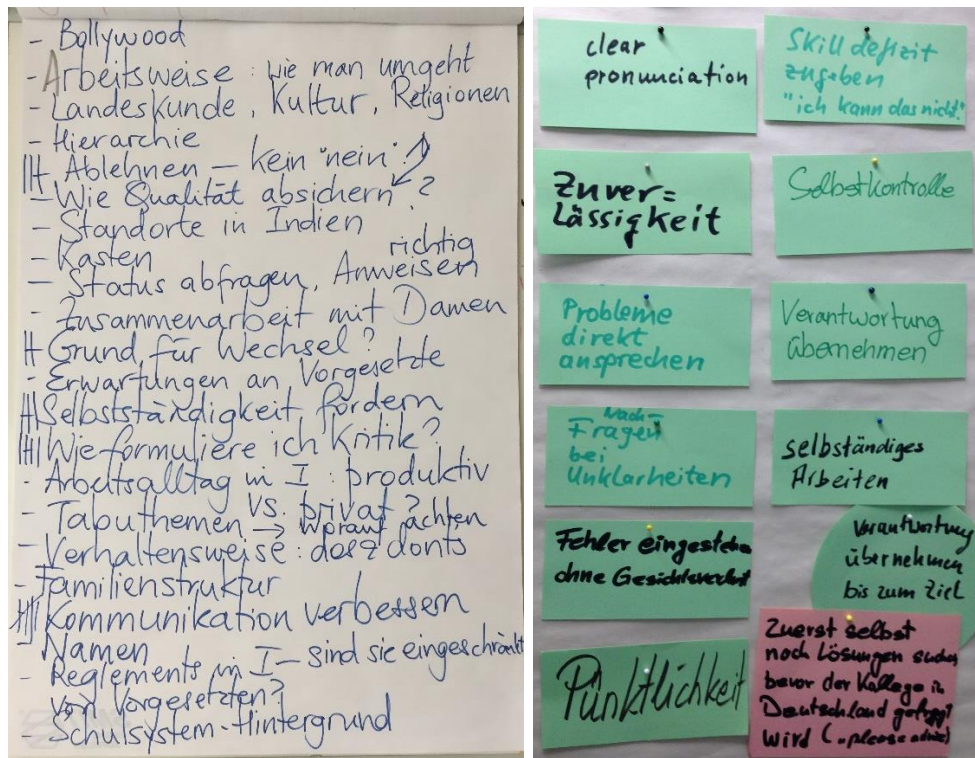 - Bollywood
- Arbeitsweise : wie man umgeht
- Landeskunde, Kultur, Religionen
- Hierarchie
Ablehnen – kein "nein"
- Wie Qualität absichern ?
- Standorte in Indien
- Kasten
richtig
- Status abfragen, Anweisen
- Zusammenarbeit mit Damen
Grund für Wechsel?
- Erwartungen an Vorgesetzte
Selbstständigkeit fördern
Wie formuliere ich Kritik?
- Arbeitsalltag in I : produktiv
vs. privat?
- Tabuthemen → worauf achten
- Verhaltensweise : dos & donts
- Familienstruktur
Kommunikation verbessern
- Namen
- Reglements in I – sind sie eingeschränkt
von Vorgesetzten?
- Schulsystem-Hintergrund
clear
pronunciation
Skill defizit
zugeben
"ich kann das nicht"
Zuver=
Lässigkeit
Selbstkontrolle
Probleme
direkt
ansprechen
Verantwortung
übernehmen
Nach-
Fragen
bei
Unklarheiten
selbständiges
Arbeiten
Fehler eingestehen
ohne Gesichtsverlust
Verantwortung
übernehmen
bis zum Ziel
Pünktlichkeit
Zuerst selbst
noch Lösungen suchen
bevor der Kollege in
Deutschland gefragt
wird ("please advice")